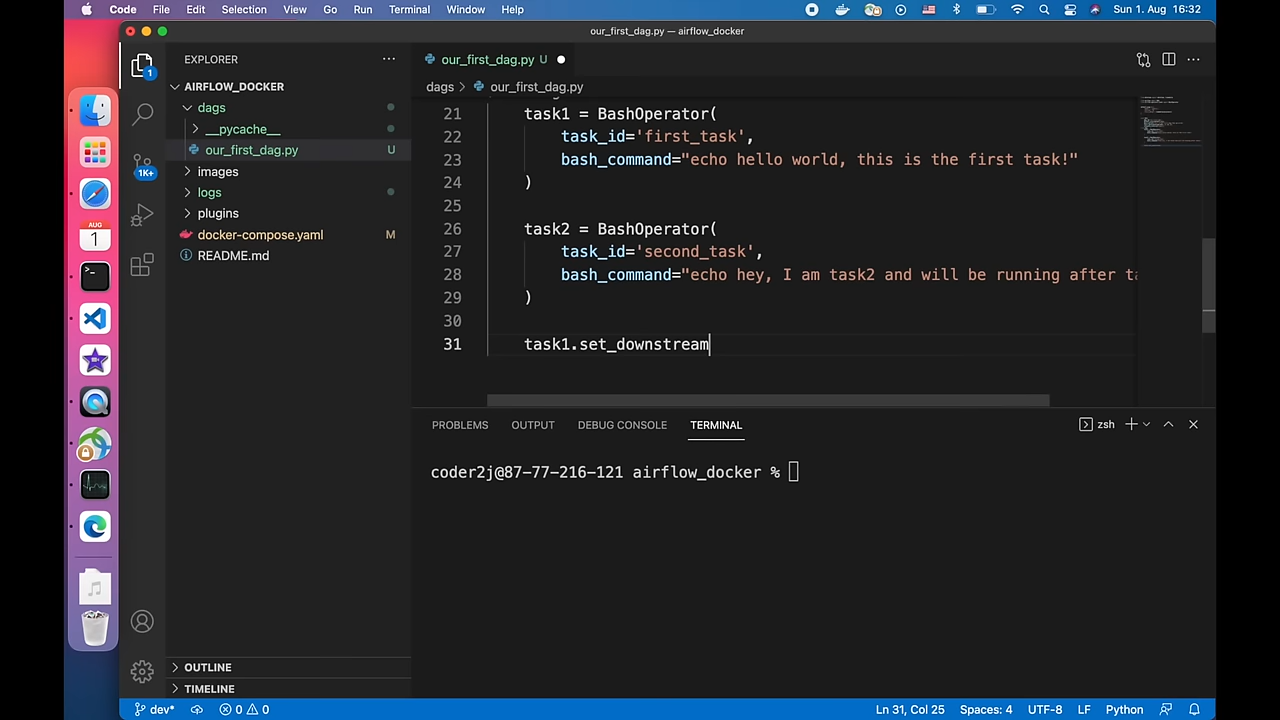 Code File Edit Selection View Go Run Terminal Window Help Sun 1. Aug 16:32
our_first_dag.py — airflow_docker
EXPLORER
our_first_dag.py U
AIRFLOW_DOCKER
dags > our_first_dag.py
dags
__pycache__
our_first_dag.py U
images
logs
plugins
docker-compose.yaml M
README.md
1
1K+
AUG
1
21 task1 = BashOperator(
22 task_id='first_task',
23 bash_command="echo hello world, this is the first task!"
24 )
25
26 task2 = BashOperator(
27 task_id='second_task',
28 bash_command="echo hey, I am task2 and will be running after ta
29 )
30
31 task1.set_downstream
PROBLEMS OUTPUT DEBUG CONSOLE TERMINAL zsh
coder2j@87-77-216-121 airflow_docker %
OUTLINE
TIMELINE
dev* 0 0 Ln 31, Col 25 Spaces: 4 UTF-8 LF Python